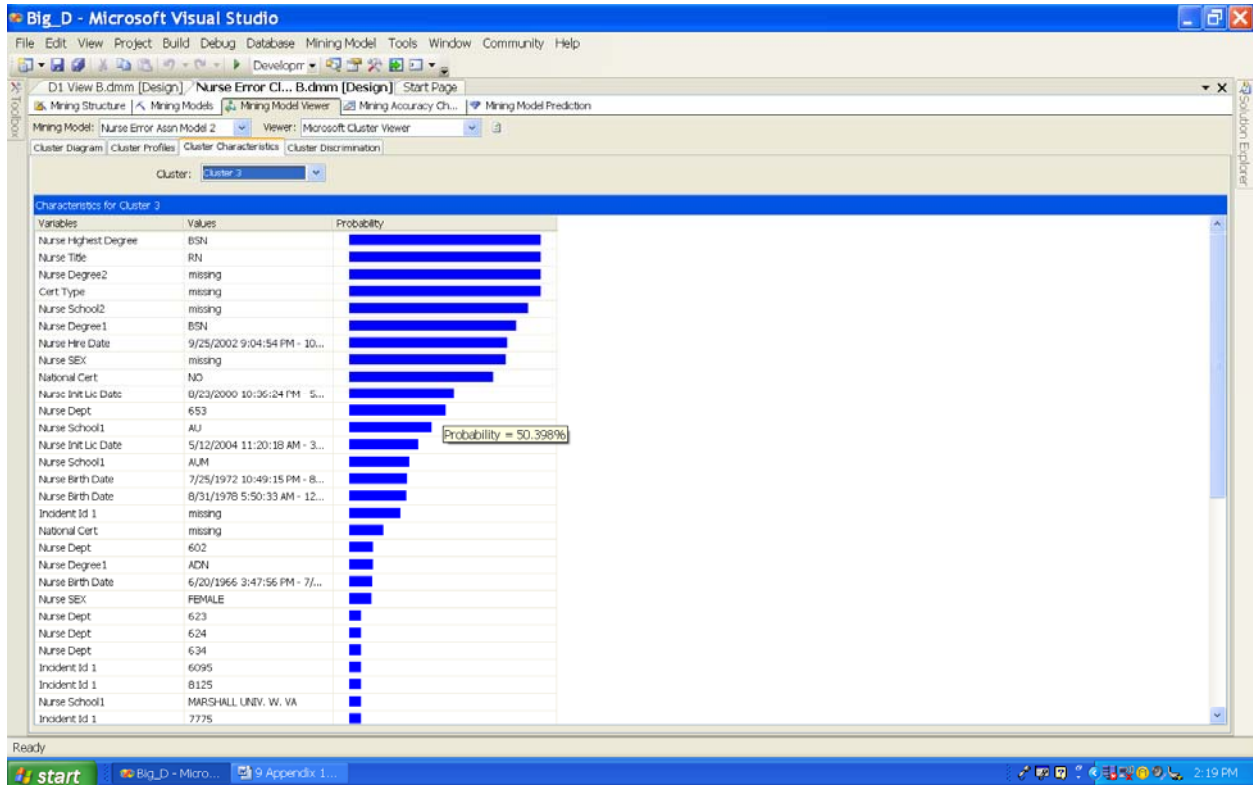 Big_D - Microsoft Visual Studio
File Edit View Project Build Debug Database Mining Model Tools Window Community Help
Developm
Toolbox
D1 View B.dmm [Design] Nurse Error Cl... B.dmm [Design] Start Page
Solution Explorer
Mining Structure Mining Models Mining Model Viewer Mining Accuracy Ch... Mining Model Prediction
Mining Model: Nurse Error Assn Model 2 Viewer: Microsoft Cluster Viewer
Cluster Diagram Cluster Profiles Cluster Characteristics Cluster Discrimination
Cluster: Cluster 3
Characteristics for Cluster 3
Variables Values Probability
Nurse Highest Degree BSN
Nurse Title RN
Nurse Degree2 missing
Cert Type missing
Nurse School2 missing
Nurse Degree1 BSN
Nurse Hire Date 9/25/2002 9:04:54 PM - 10...
Nurse SEX missing
National Cert NO
Nurse Init Lic Date 8/23/2000 10:36:24 PM - 5...
Nurse Dept 653
Nurse School1 AU
Probability = 50.398%
Nurse Init Lic Date 5/12/2004 11:20:18 AM - 3...
Nurse School1 AUM
Nurse Birth Date 7/25/1972 10:49:15 PM - 8...
Nurse Birth Date 8/31/1978 5:50:33 AM - 12...
Incident Id 1 missing
National Cert missing
Nurse Dept 602
Nurse Degree1 ADN
Nurse Birth Date 6/20/1966 3:47:56 PM - 7/...
Nurse SEX FEMALE
Nurse Dept 623
Nurse Dept 624
Nurse Dept 634
Incident Id 1 6095
Incident Id 1 8125
Nurse School1 MARSHALL UNIV. W. VA
Incident Id 1 7775
Ready
start Big_D - Micro... 9 Appendix 1... 2:19 PM